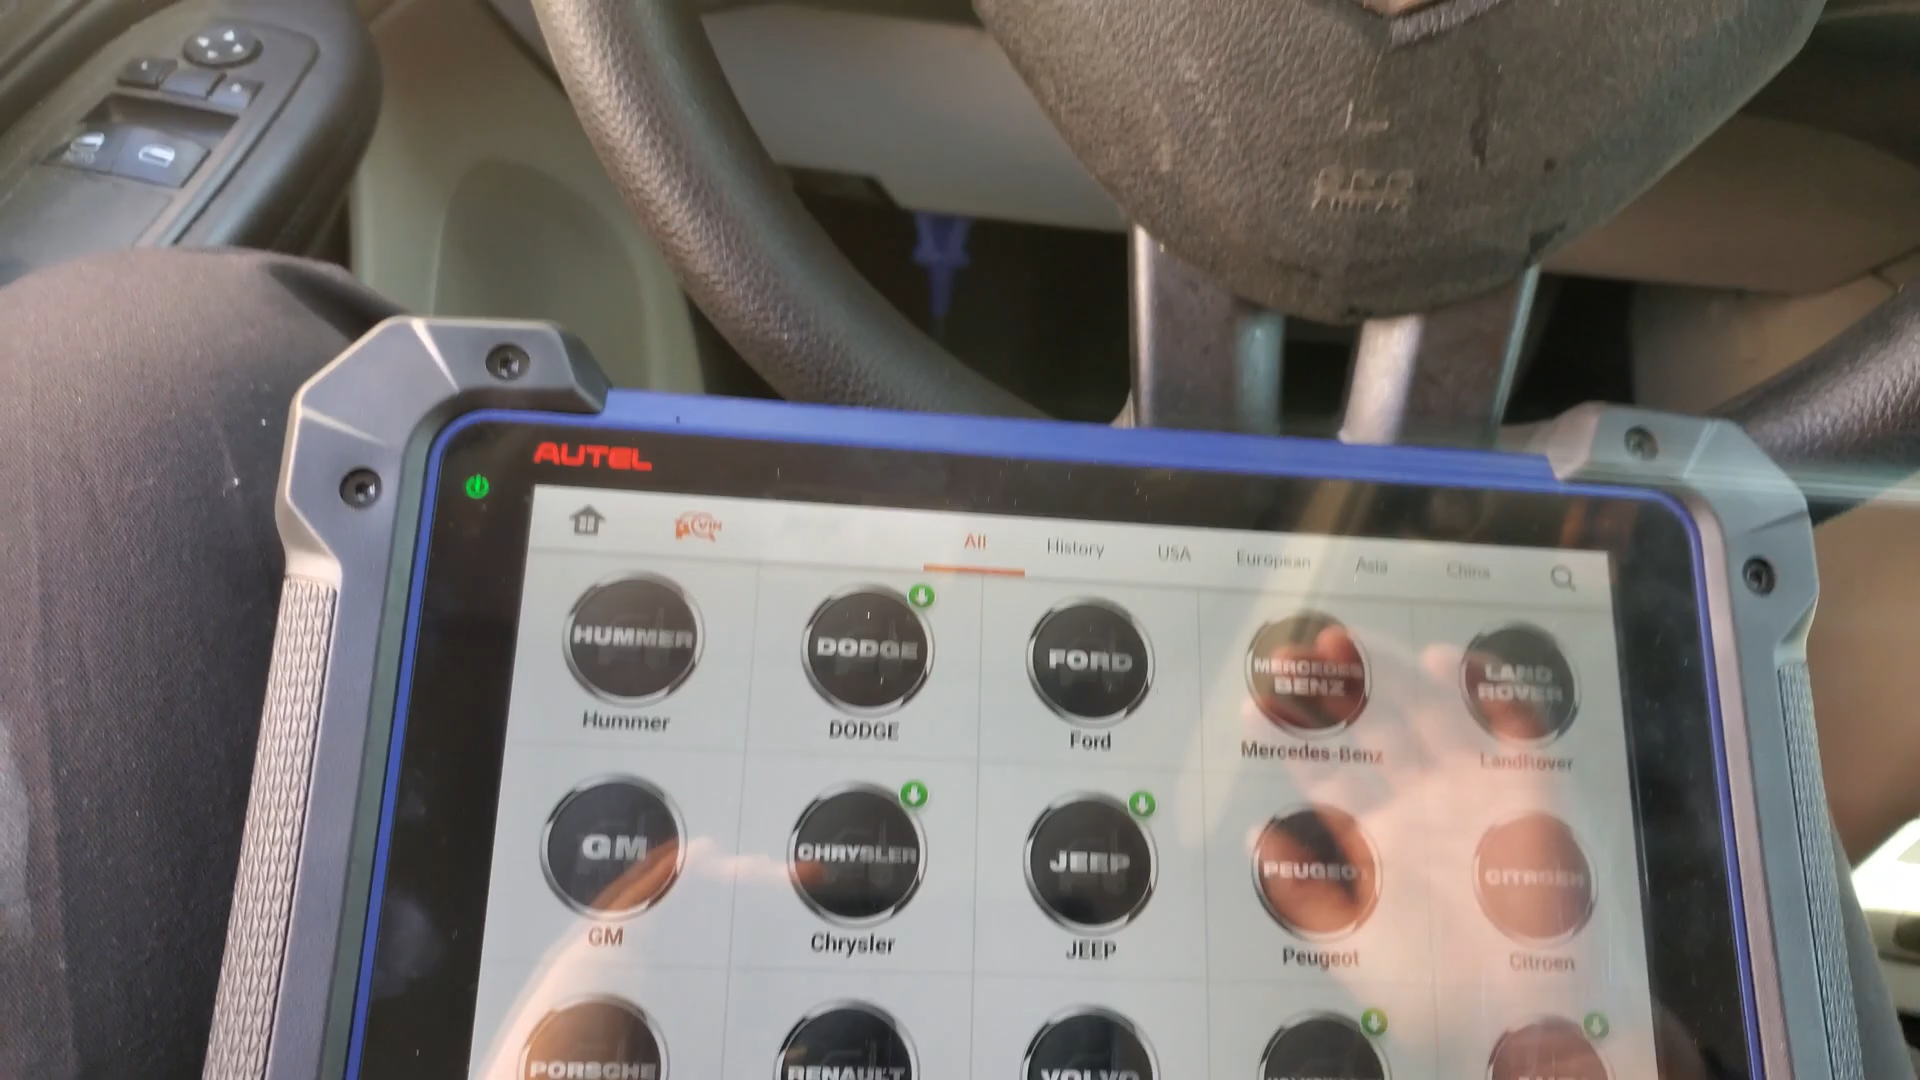 AUTEL
VIN
All History USA European Asia China
HUMMER DODGE FORD MERCEDES BENZ LAND ROVER
Hummer DODGE Ford Mercedes-Benz LandRover
GM CHRYSLER JEEP PEUGEOT CITROEN
GM Chrysler JEEP Peugeot Citroen
PORSCHE RENAULT VOLVO